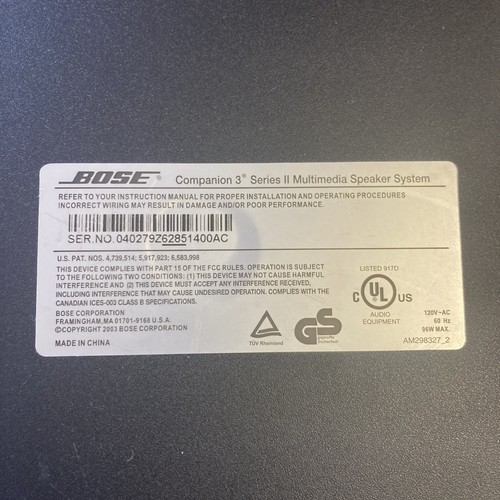 BOSE® Companion 3® Series II Multimedia Speaker System
REFER TO YOUR INSTRUCTION MANUAL FOR PROPER INSTALLATION AND OPERATING PROCEDURES
INCORRECT WIRING MAY RESULT IN DAMAGE AND/OR POOR PERFORMANCE.
SER.NO.040279Z62851400AC
U.S. PAT. NOS. 4,739,514; 5,917,923; 6,583,998
THIS DEVICE COMPLIES WITH PART 15 OF THE FCC RULES. OPERATION IS SUBJECT
TO THE FOLLOWING TWO CONDITIONS: (1) THIS DEVICE MAY NOT CAUSE HARMFUL
INTERFERENCE AND (2) THIS DEVICE MUST ACCEPT ANY INTERFERENCE RECEIVED,
INCLUDING INTERFERENCE THAT MAY CAUSE UNDESIRED OPERATION. COMPLIES WITH THE
CANADIAN ICES-003 CLASS B SPECIFICATIONS.
BOSE CORPORATION
FRAMINGHAM, MA 01701-9168 U.S.A.
©COPYRIGHT 2003 BOSE CORPORATION
MADE IN CHINA
TÜV Rheinland
GS
geprüfte
Sicherheit
LISTED 917D
C UL US
AUDIO
EQUIPMENT
120V~AC
60 Hz
96W MAX.
AM298327_2